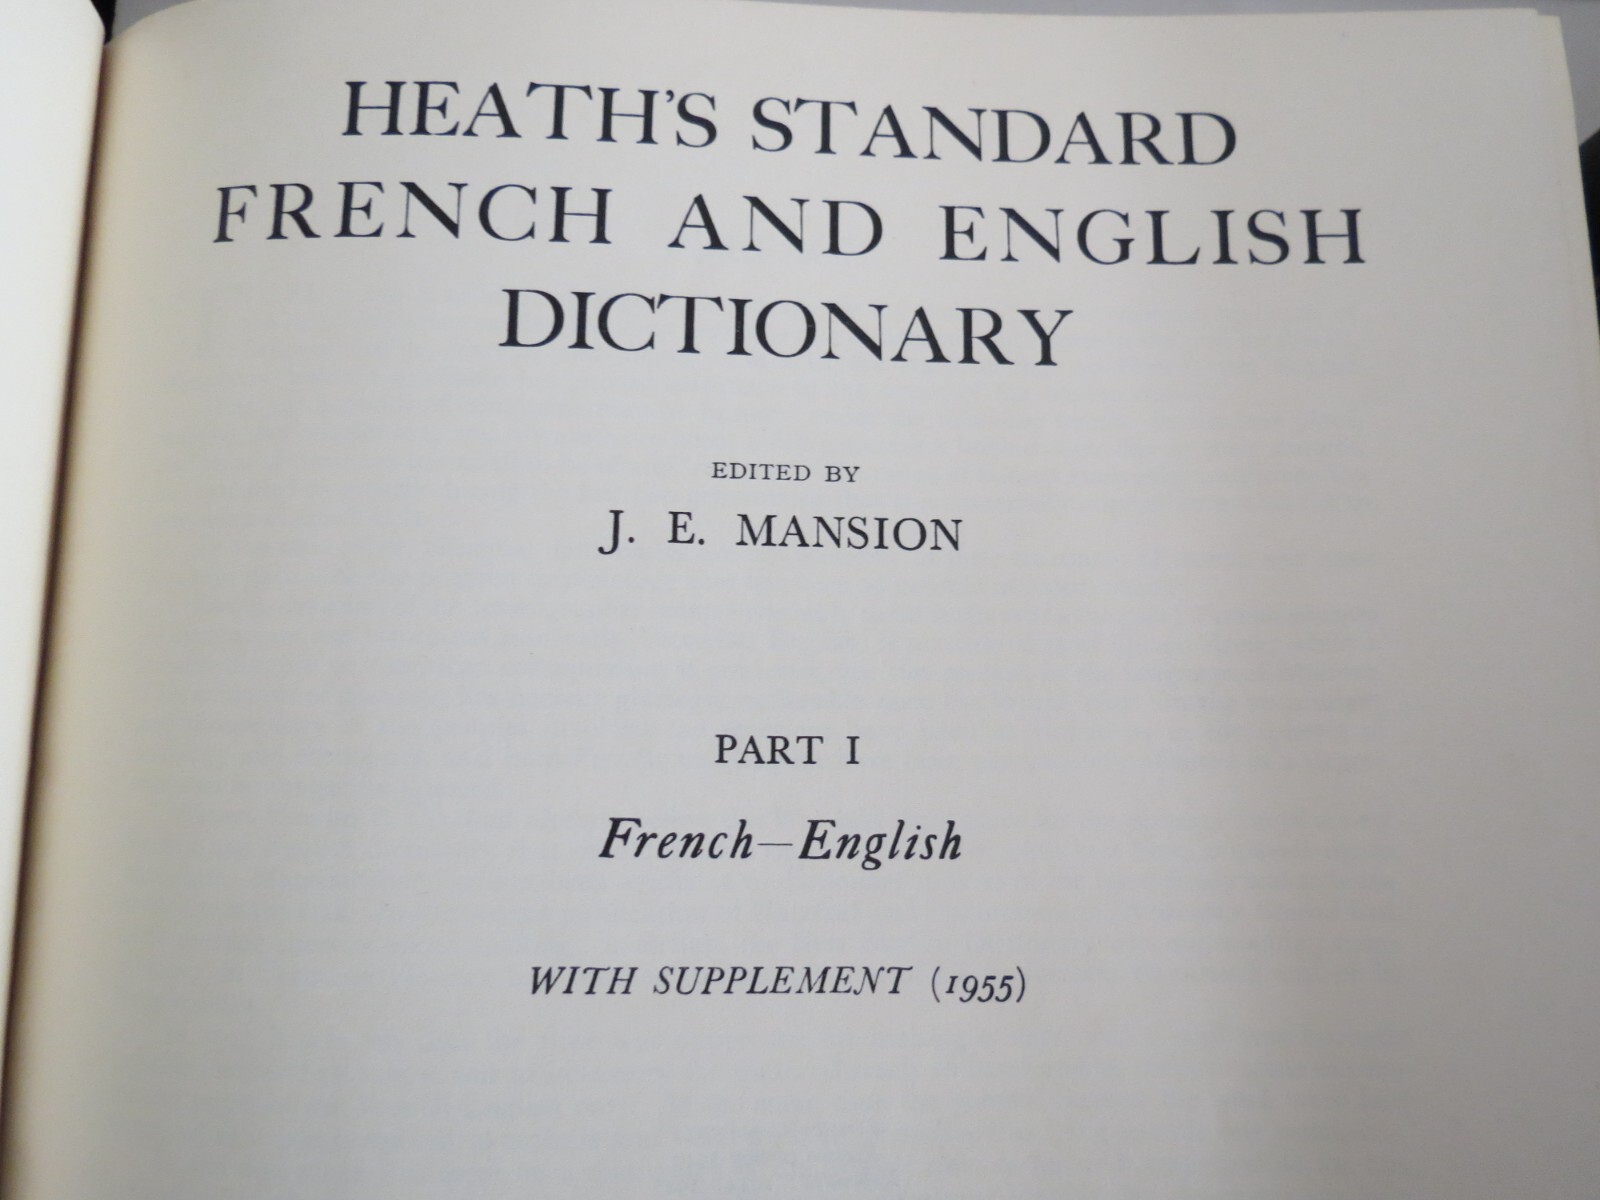 HEATH'S STANDARD
FRENCH AND ENGLISH
DICTIONARY
EDITED BY
J. E. MANSION
PART I
French—English
WITH SUPPLEMENT (1955)